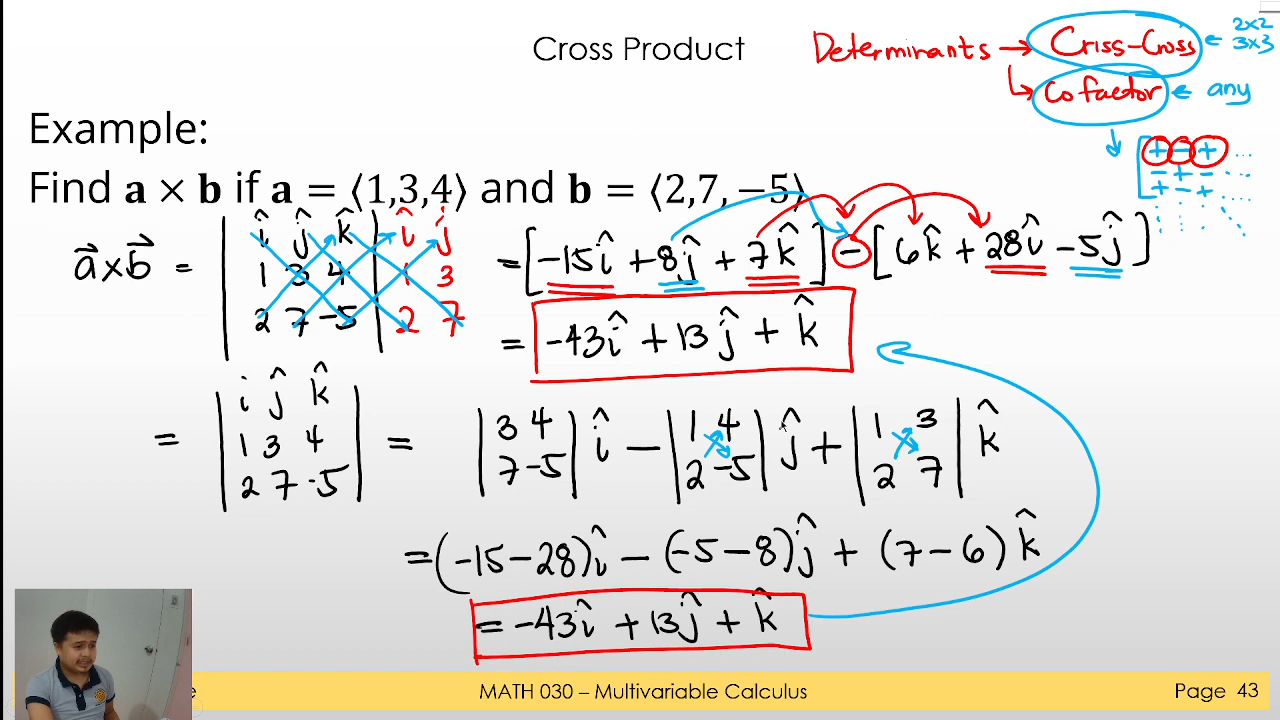 Cross Product
Determinants → Criss-Cross ← 2x2
3x3
↳ Cofactor ← any
[+ − + ...
− + − ...
+ − +
Example:
Find a × b if a = ⟨1,3,4⟩ and b = ⟨2,7, −5⟩
a⃗ x b⃗ = | î ĵ k̂ | î ĵ
1 3 4 | 1 3
2 7 -5 | 2 7
= [-15î + 8ĵ + 7k̂] − [6k̂ + 28î − 5ĵ]
= -43î + 13ĵ + k̂
= | i ĵ k̂ |
1 3 4
2 7 -5
= | 3 4 | î − | 1 4 | ĵ + | 1 3 | k̂
| 7 -5 | | 2 -5 | | 2 7 |
= (-15 − 28)î − (-5 − 8)ĵ + (7 − 6)k̂
= -43î + 13ĵ + k̂
MATH 030 – Multivariable Calculus
Page 43